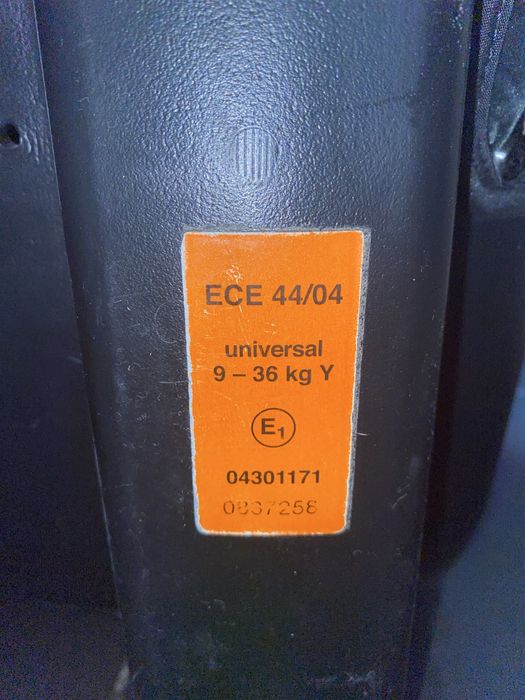 ECE 44/04
universal
9 – 36 kg Y
E1
04301171
0837258